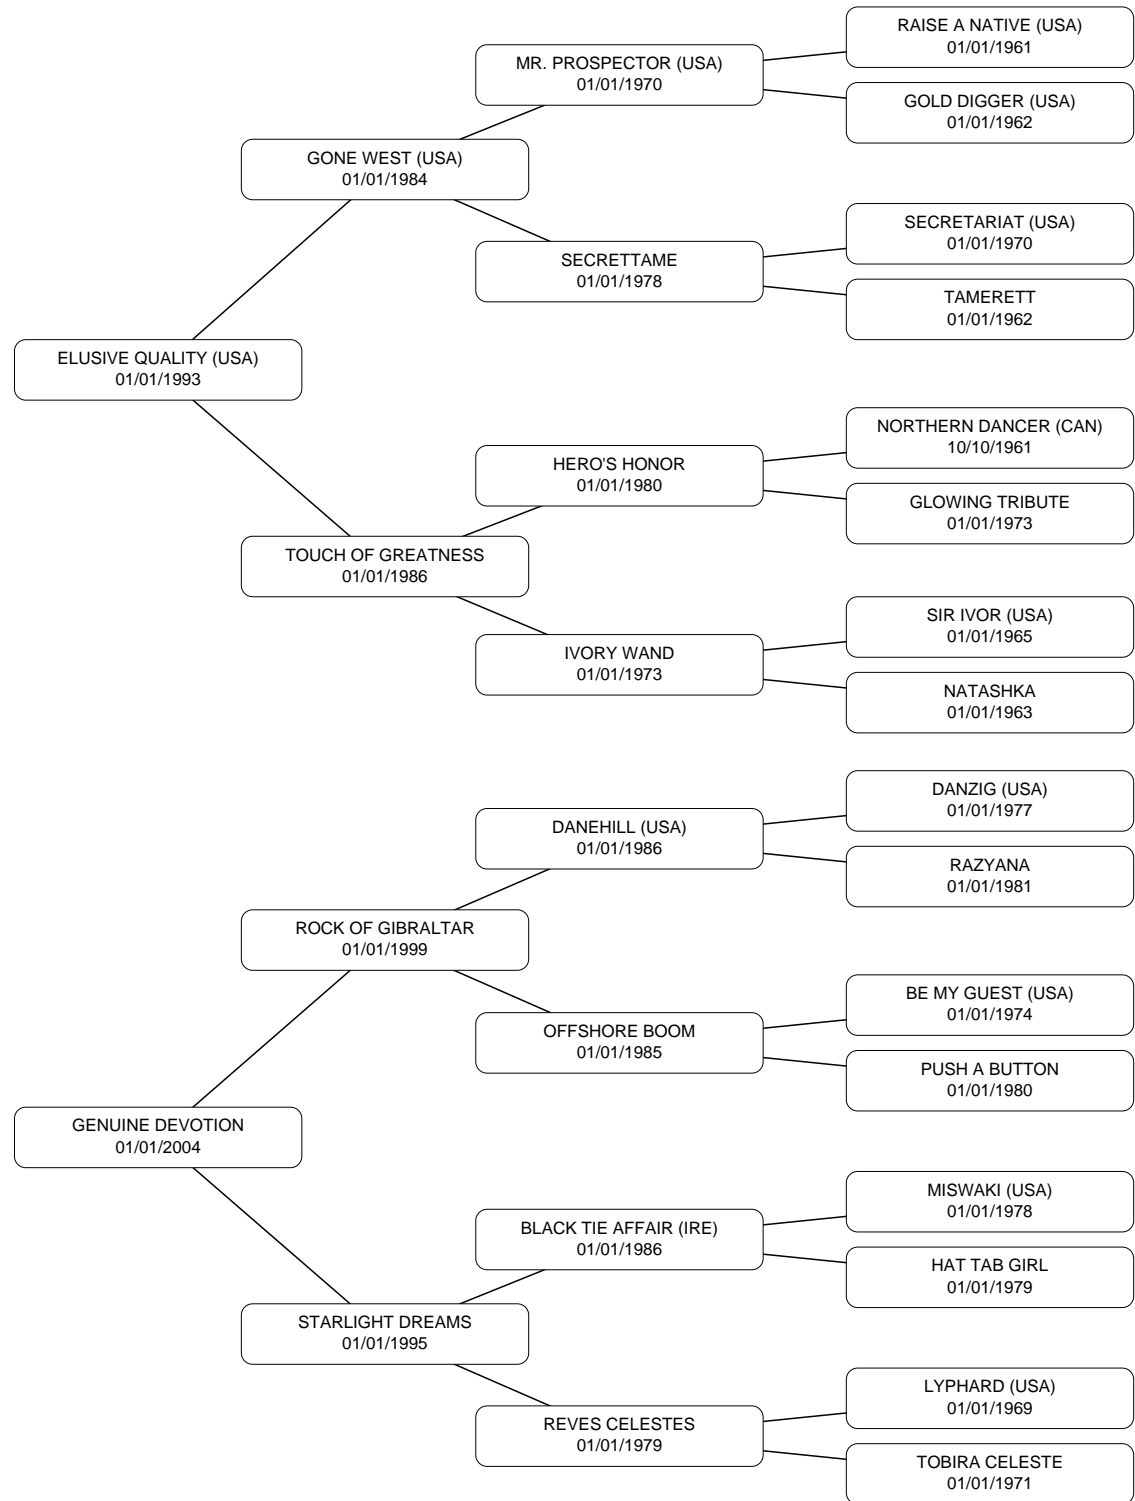 RAISE A NATIVE (USA)
01/01/1961
MR. PROSPECTOR (USA)
01/01/1970
GOLD DIGGER (USA)
01/01/1962
GONE WEST (USA)
01/01/1984
SECRETARIAT (USA)
01/01/1970
SECRETTAME
01/01/1978
TAMERETT
01/01/1962
ELUSIVE QUALITY (USA)
01/01/1993
NORTHERN DANCER (CAN)
10/10/1961
HERO'S HONOR
01/01/1980
GLOWING TRIBUTE
01/01/1973
TOUCH OF GREATNESS
01/01/1986
SIR IVOR (USA)
01/01/1965
IVORY WAND
01/01/1973
NATASHKA
01/01/1963
DANZIG (USA)
01/01/1977
DANEHILL (USA)
01/01/1986
RAZYANA
01/01/1981
ROCK OF GIBRALTAR
01/01/1999
BE MY GUEST (USA)
01/01/1974
OFFSHORE BOOM
01/01/1985
PUSH A BUTTON
01/01/1980
GENUINE DEVOTION
01/01/2004
MISWAKI (USA)
01/01/1978
BLACK TIE AFFAIR (IRE)
01/01/1986
HAT TAB GIRL
01/01/1979
STARLIGHT DREAMS
01/01/1995
LYPHARD (USA)
01/01/1969
REVES CELESTES
01/01/1979
TOBIRA CELESTE
01/01/1971